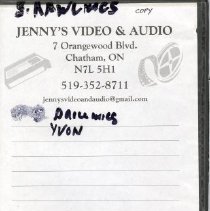 S. RAWLINGS
COPY
JENNY'S VIDEO & AUDIO
7 Orangewood Blvd.
Chatham, ON
N7L 5H1
519-352-8711
jennysvideoandaudio@gmail.com
YVON